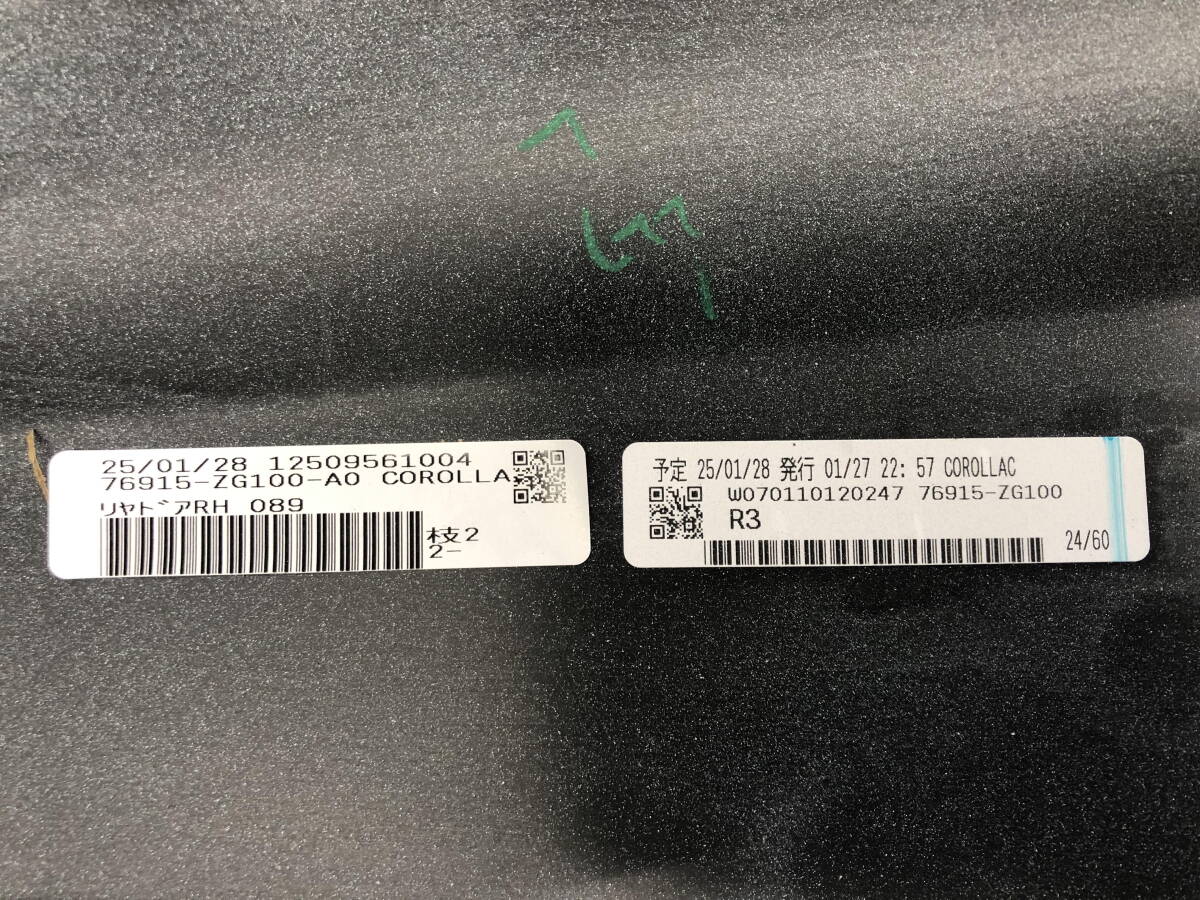 25/01/28 12509561004
76915-ZG100-A0 COROLLA
リヤドアRH 089
枝2
2-
予定 25/01/28 発行 01/27 22: 57 COROLLAC
W070110120247 76915-ZG100
R3
24/60